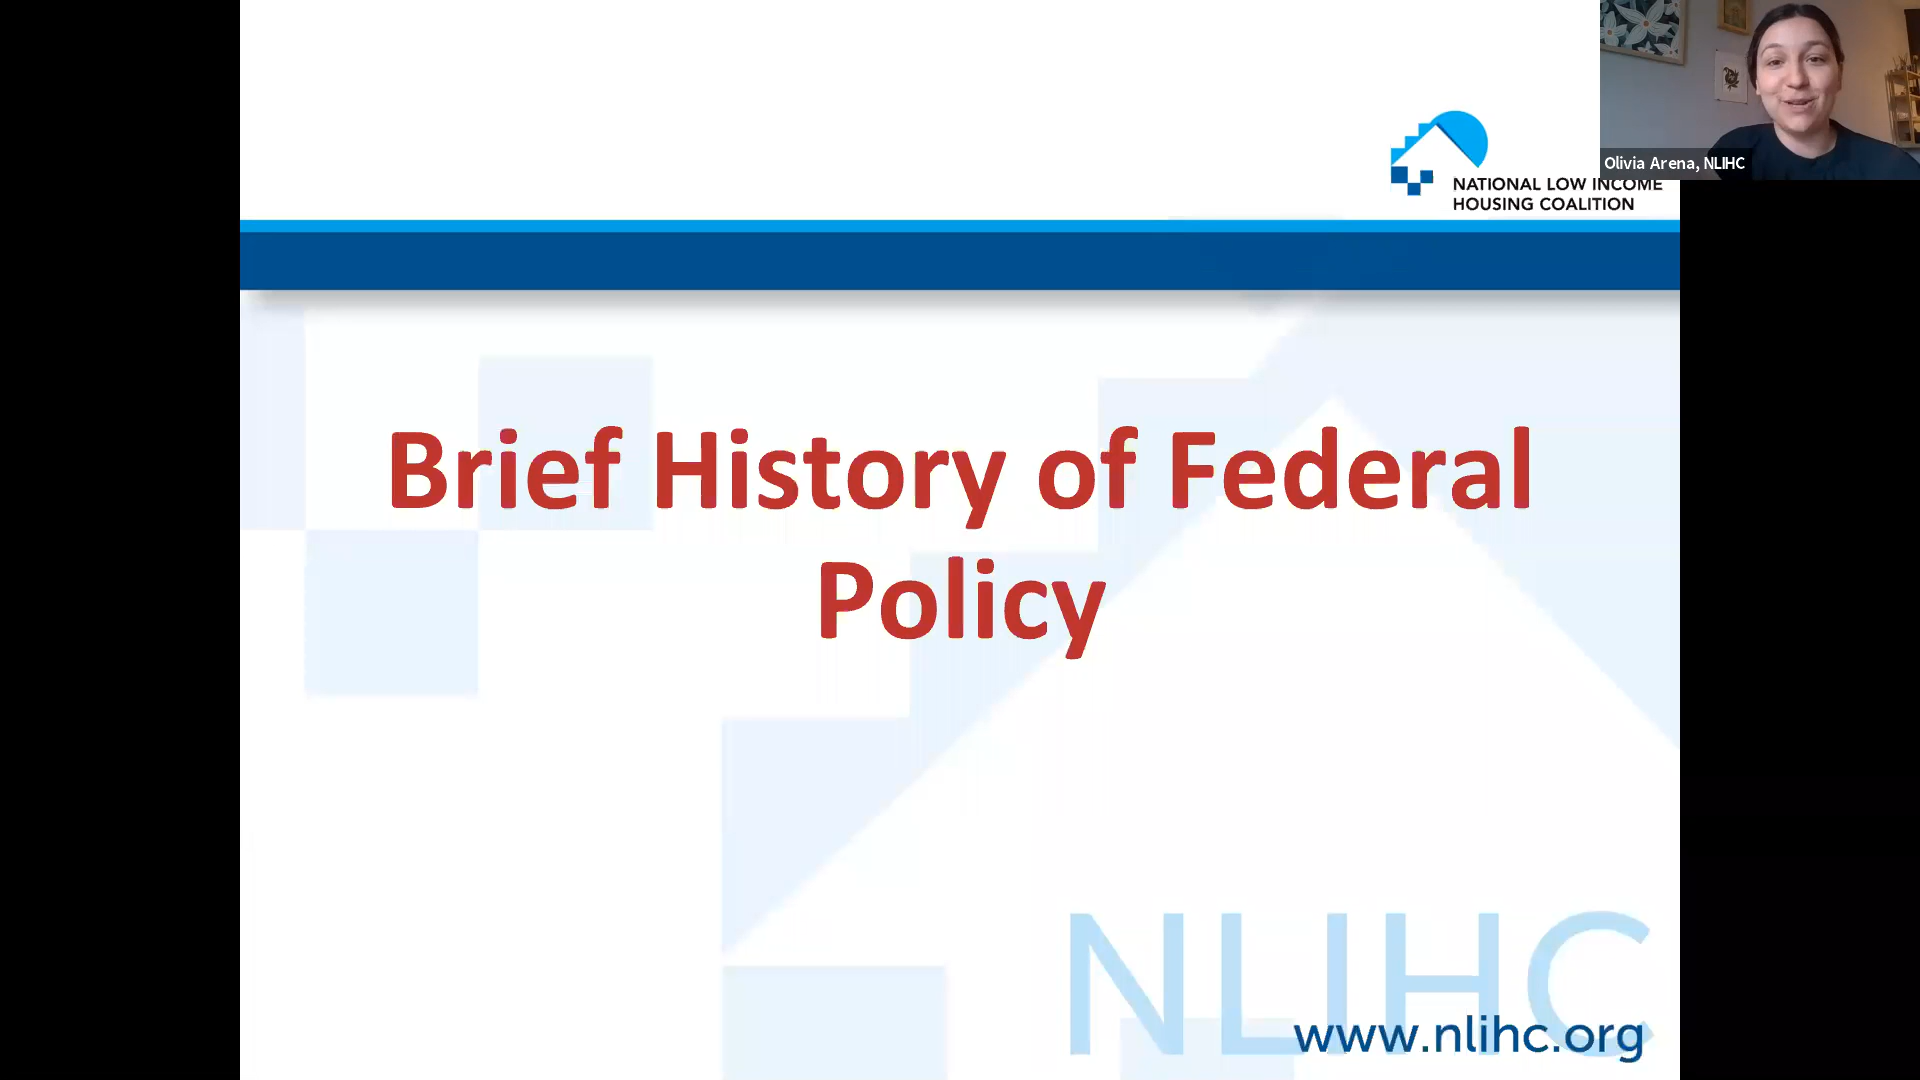 Olivia Arena, NLIHC
NATIONAL LOW INCOME
HOUSING COALITION
Brief History of Federal
Policy
NLIHC
www.nlihc.org